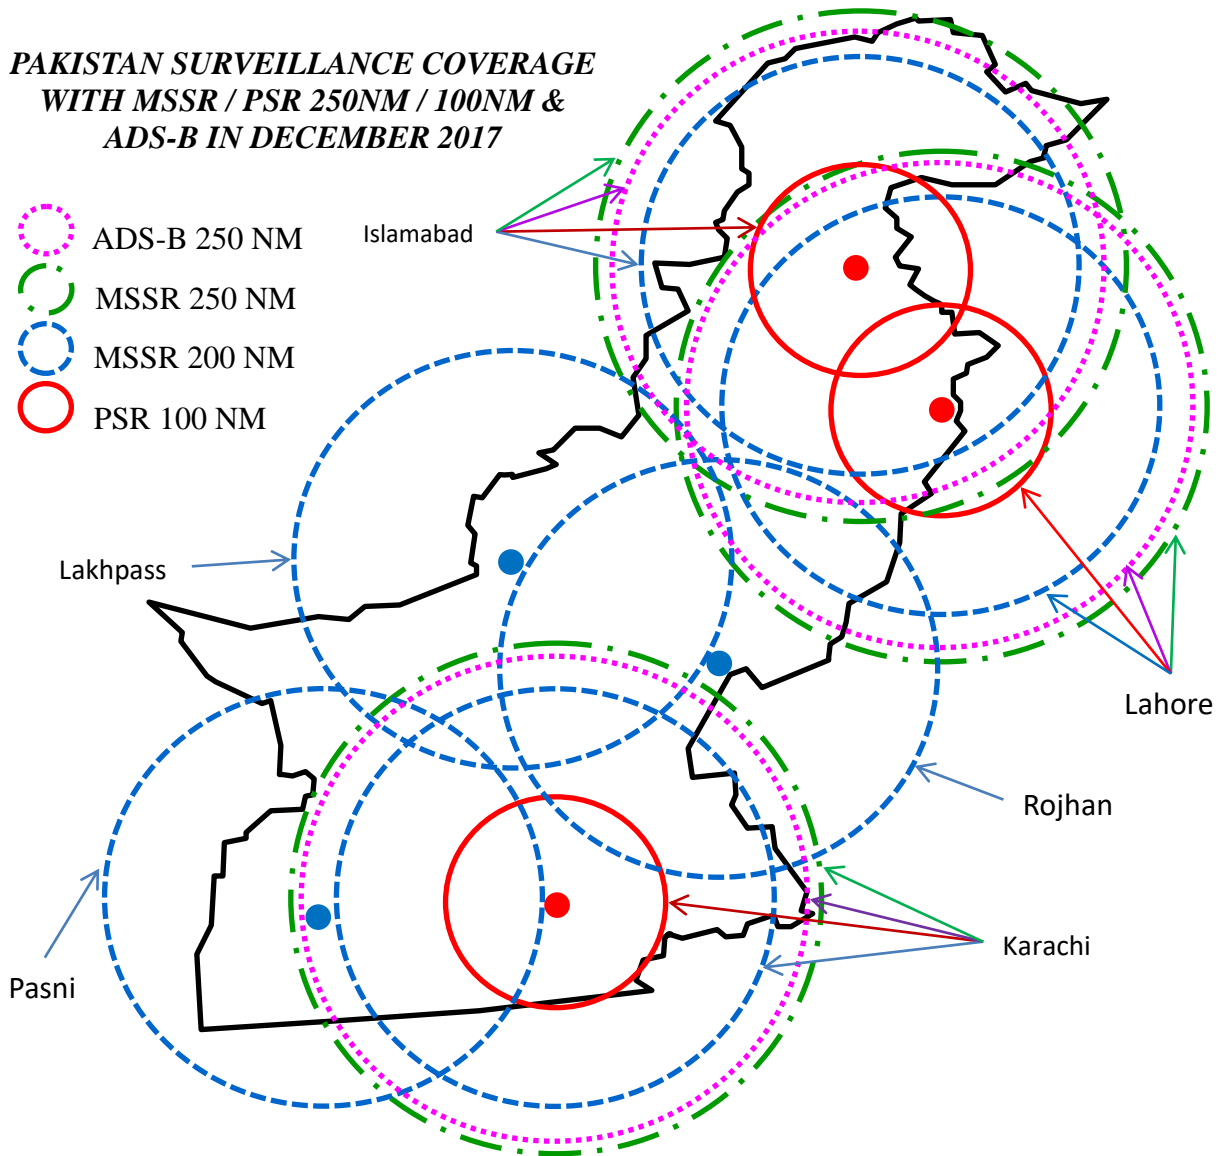 PAKISTAN SURVEILLANCE COVERAGE
WITH MSSR / PSR 250NM / 100NM &
ADS-B IN DECEMBER 2017
ADS-B 250 NM
MSSR 250 NM
MSSR 200 NM
PSR 100 NM
Islamabad
Lakhpass
Lahore
Rojhan
Karachi
Pasni